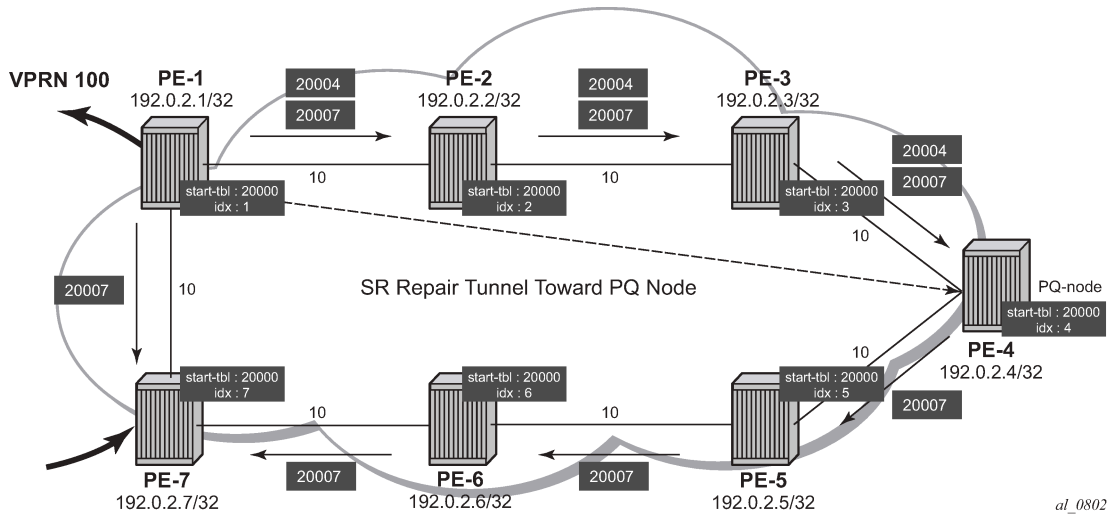 VPRN 100
PE-1
192.0.2.1/32
20004
20007
PE-2
192.0.2.2/32
20004
20007
PE-3
192.0.2.3/32
20004
20007
start-tbl : 20000
idx : 1
10
start-tbl : 20000
idx : 2
10
start-tbl : 20000
idx : 3
10
20007
10
SR Repair Tunnel Toward PQ Node
PQ-node
start-tbl : 20000
idx : 4
PE-4
192.0.2.4/32
10
start-tbl : 20000
idx : 7
10
start-tbl : 20000
idx : 6
10
start-tbl : 20000
idx : 5
20007
PE-7
192.0.2.7/32
20007
PE-6
192.0.2.6/32
20007
PE-5
192.0.2.5/32
al_0802